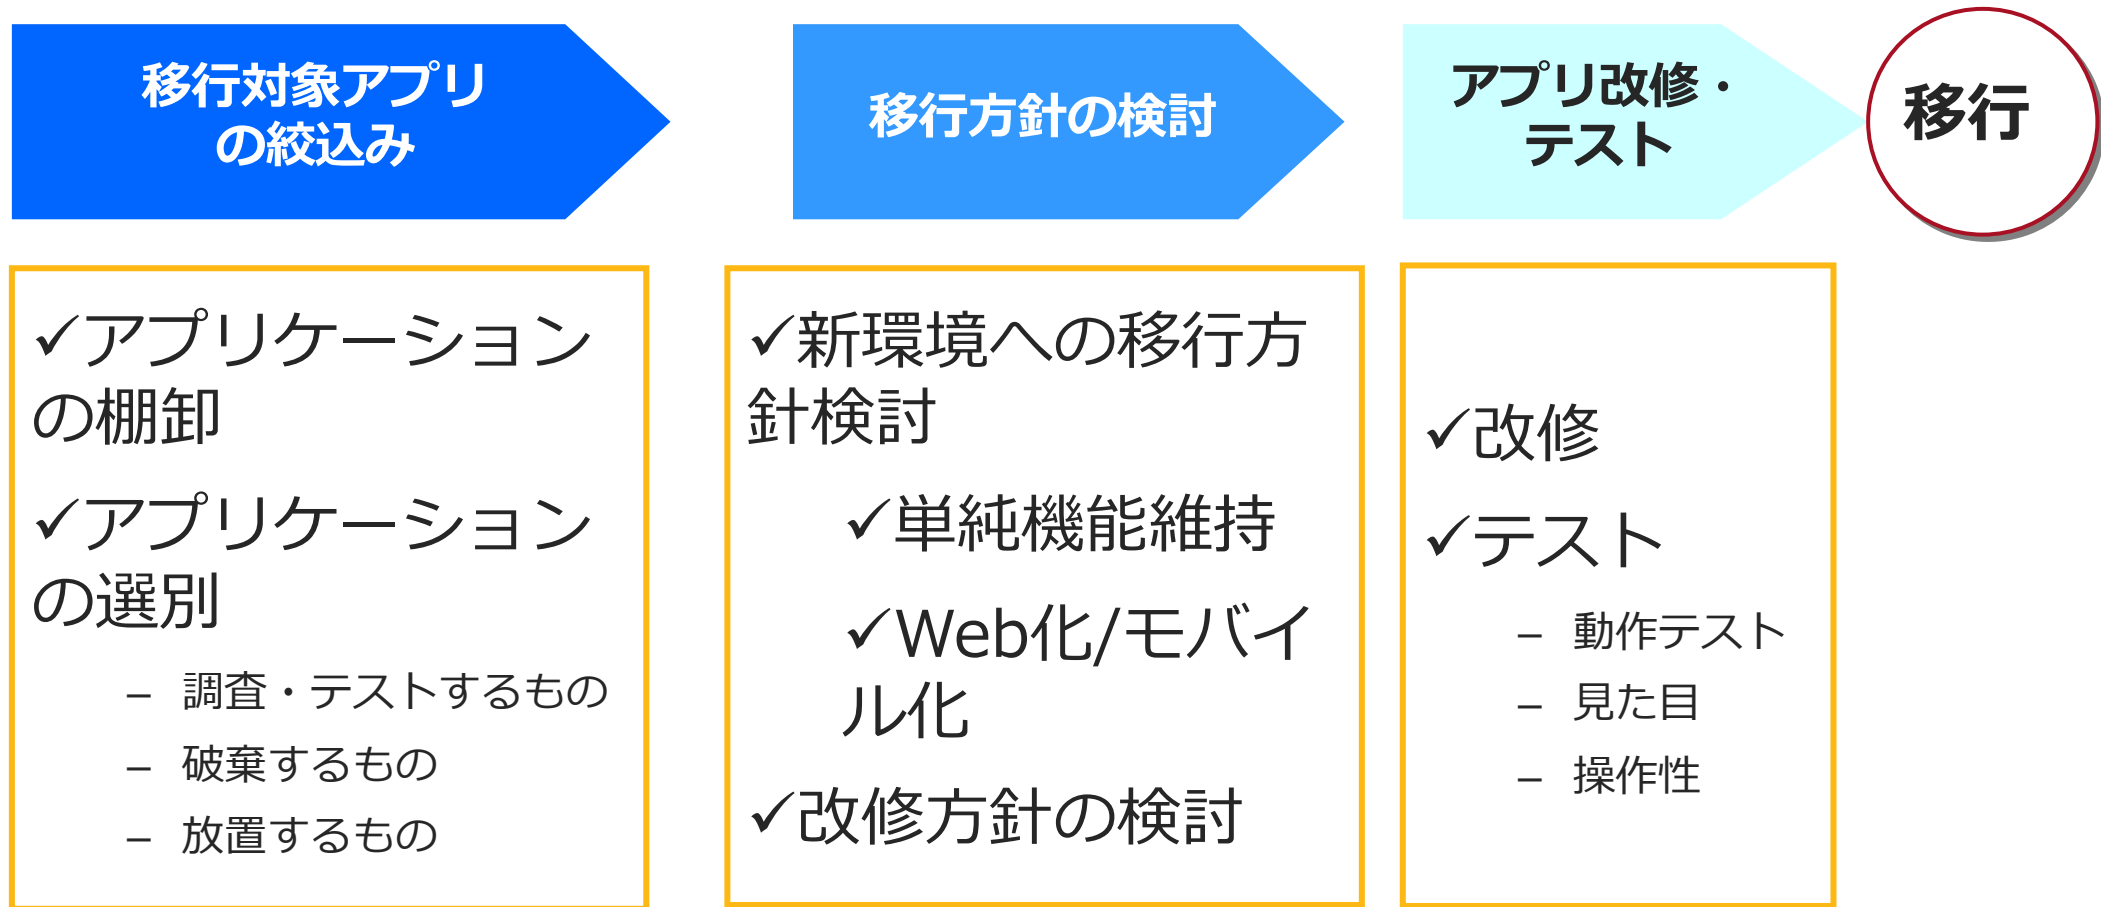 移行対象アプリ
の絞込み
移行方針の検討
アプリ改修・
テスト
移行
✓アプリケーション
の棚卸
✓アプリケーション
の選別
– 調査・テストするもの
– 破棄するもの
– 放置するもの
✓新環境への移行方
針検討
✓単純機能維持
✓Web化/モバイ
ル化
✓改修方針の検討
✓改修
✓テスト
– 動作テスト
– 見た目
– 操作性